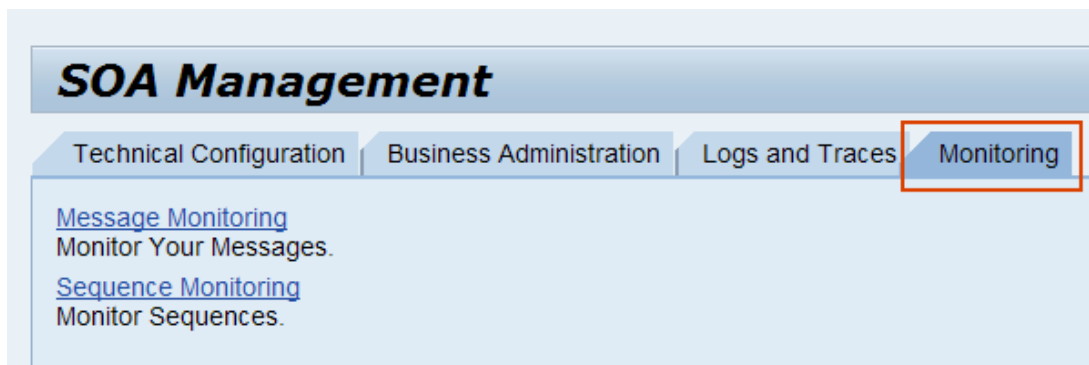 SOA Management
Technical Configuration Business Administration Logs and Traces Monitoring
Message Monitoring
Monitor Your Messages.
Sequence Monitoring
Monitor Sequences.